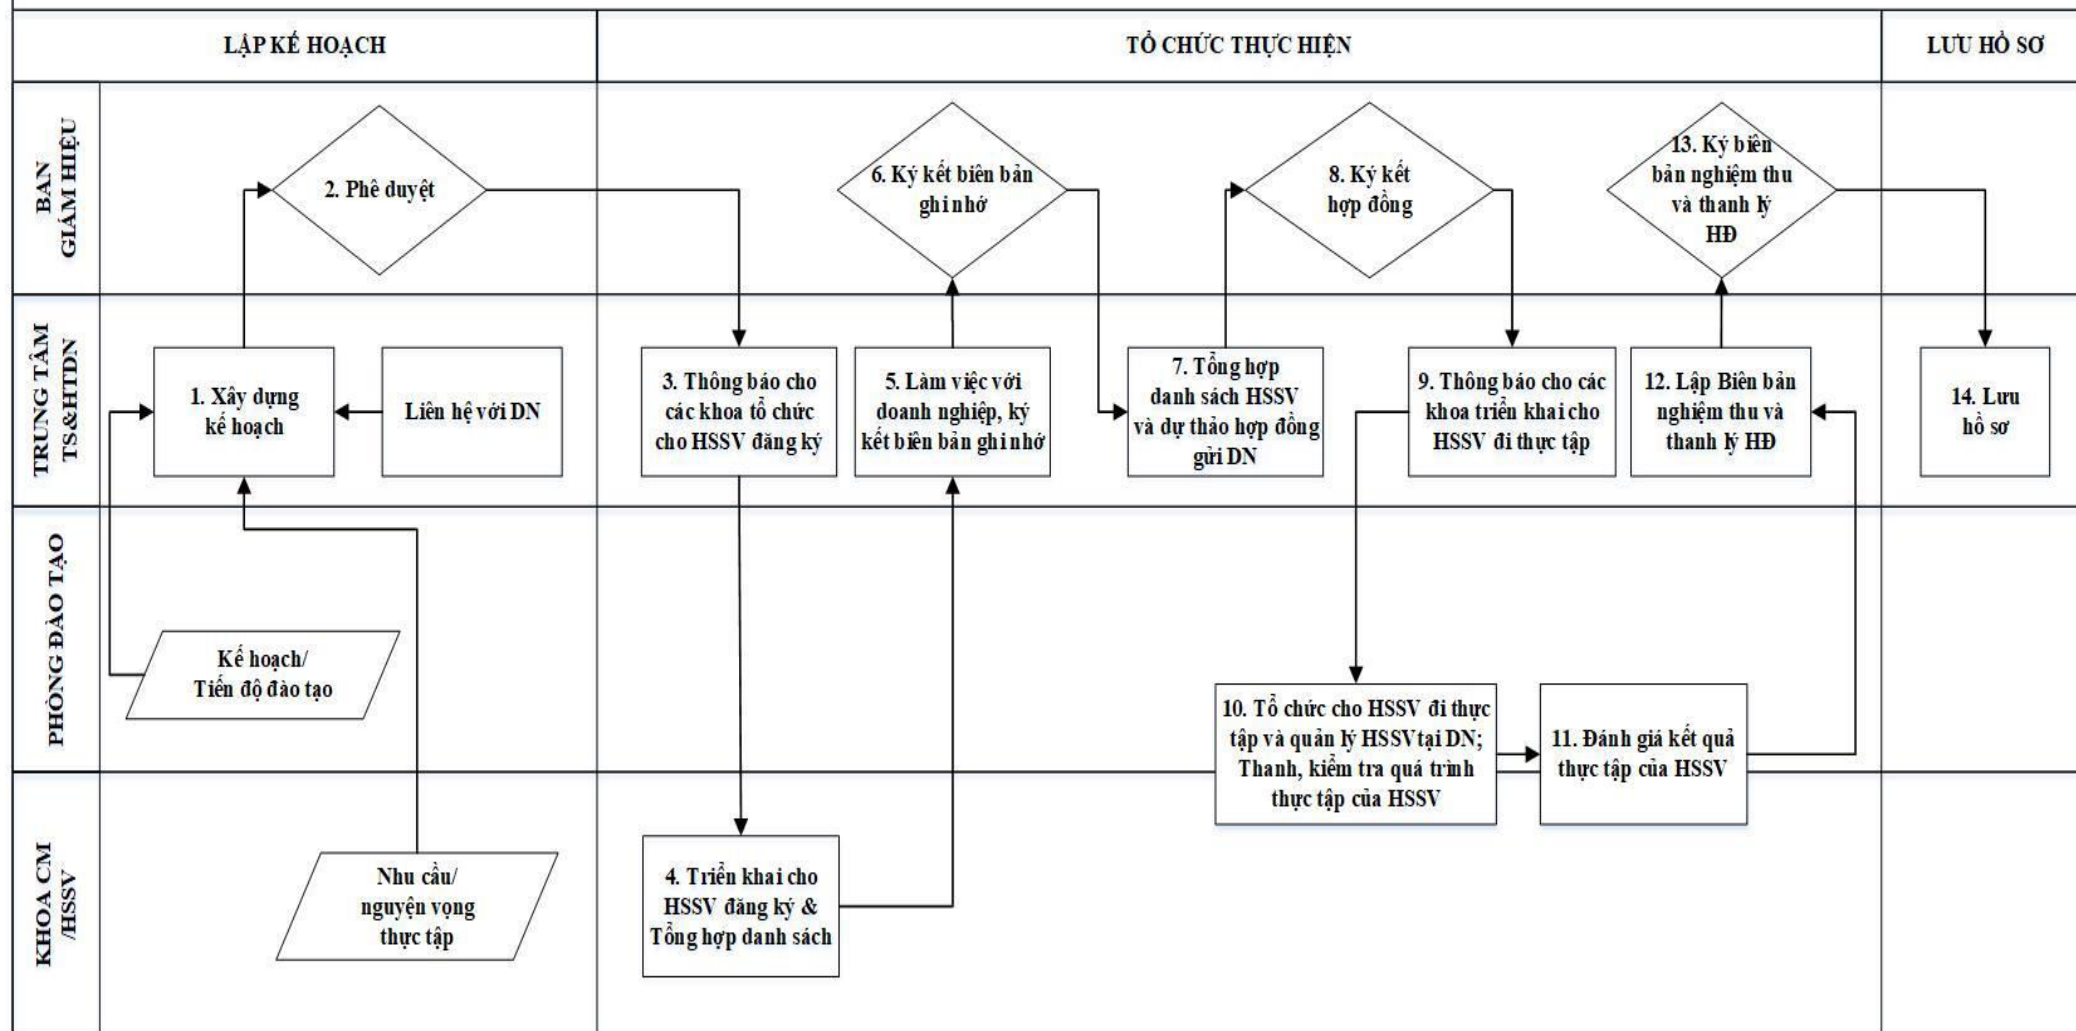 LẬP KẾ HOẠCH
TỔ CHỨC THỰC HIỆN
LƯU HỒ SƠ
BAN
GIÁM HIỆU
2. Phê duyệt
6. Ký kết biên bản
ghi nhớ
8. Ký kết
hợp đồng
13. Ký biên
bản nghiệm thu
và thanh lý
HĐ
TRUNG TÂM
TS&HTDN
1. Xây dựng
kế hoạch
Liên hệ với DN
3. Thông báo cho
các khoa tổ chức
cho HSSV đăng ký
5. Làm việc với
doanh nghiệp, ký
kết biên bản ghi nhớ
7. Tổng hợp
danh sách HSSV
và dự thảo hợp đồng
gửi DN
9. Thông báo cho các
khoa triển khai cho
HSSV đi thực tập
12. Lập Biên bản
nghiệm thu và
thanh lý HĐ
14. Lưu
hồ sơ
PHÒNG ĐÀO TẠO
Kế hoạch/
Tiến độ đào tạo
10. Tổ chức cho HSSV đi thực
tập và quản lý HSSV tại DN;
Thanh, kiểm tra quá trình
thực tập của HSSV
11. Đánh giá kết quả
thực tập của HSSV
KHOA CM
/HSSV
Nhu cầu/
nguyện vọng
thực tập
4. Triển khai cho
HSSV đăng ký &
Tổng hợp danh sách